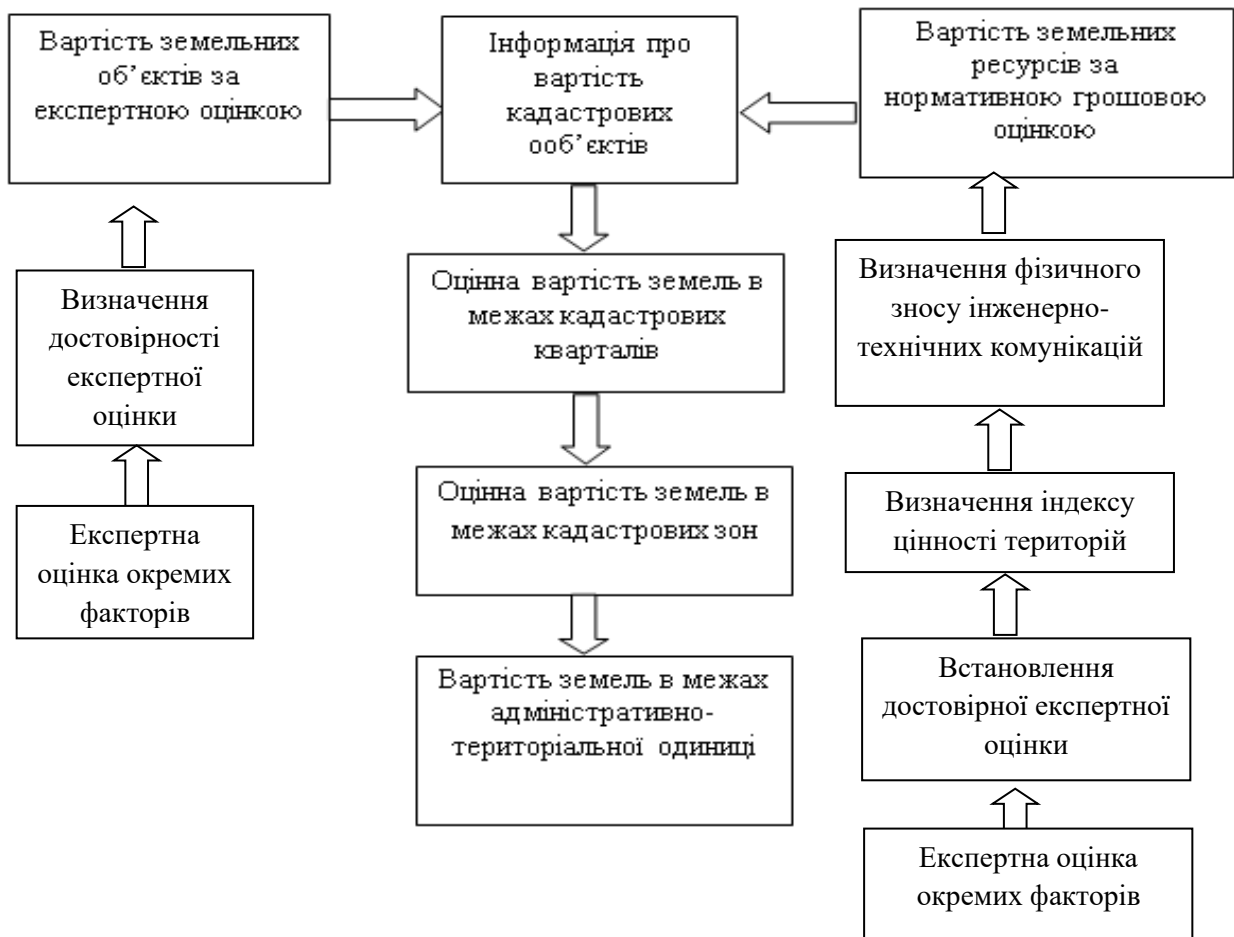 Вартість земельних
об’єктів за
експертною оцінкою
Інформація про
вартість
кадастрових
ооб’єктів
Вартість земельних
ресурсів за
нормативною грошовою
оцінкою
Визначення
достовірності
експертної
оцінки
Експертна
оцінка окремих
факторів
Оцінна вартість земель в
межах кадастрових
кварталів
Оцінна вартість земель в
межах кадастрових зон
Вартість земель в межах
адміністративно-
територіальної одиниці
Визначення фізичного
зносу інженерно-
технічних комунікацій
Визначення індексу
цінності територій
Встановлення
достовірної експертної
оцінки
Експертна оцінка
окремих факторів